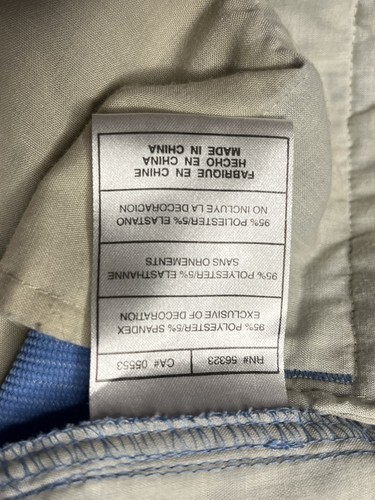 RN# 56323 CA# 05553
95% POLYESTER/5% SPANDEX
EXCLUSIVE OF DECORATION
95% POLYESTER/5% ELASTHANNE
SANS ORNEMENTS
95% POLIESTER/5% ELASTANO
NO INCLUYE LA DECORACION
FABRIQUE EN CHINE
HECHO EN CHINA
MADE IN CHINA